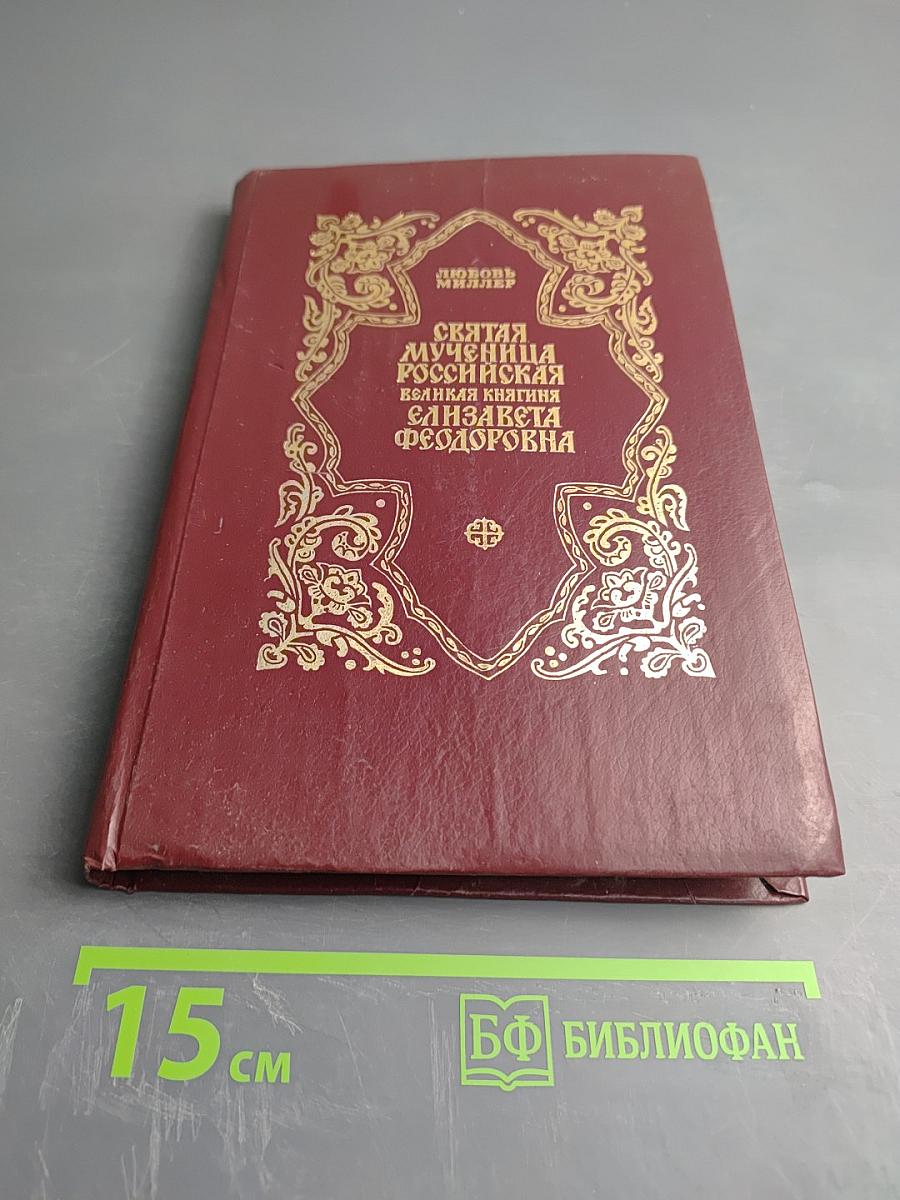 ЛЮБОВЬ
МИЛЛЕР
СВЯТАЯ
МУЧЕНИЦА
РОССИЙСКАЯ
ВЕЛИКАЯ КНЯГИНЯ
ЕЛИЗАВЕТА
ФЕОДОРОВНА
15 см
БФ БИБЛИОФАН